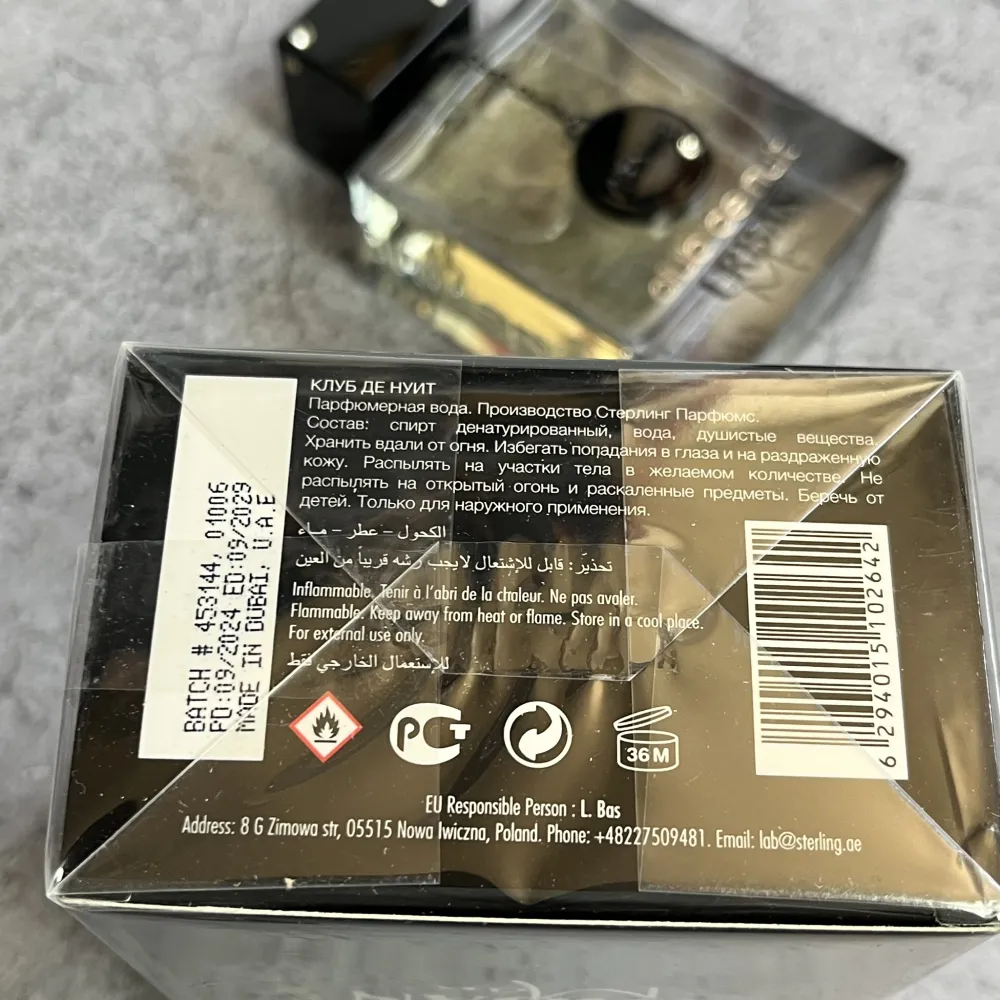 club de nuit
URBAN
КЛУБ ДЕ НУИТ
Парфюмерная вода. Производство Стерлинг Парфюмс.
Состав: спирт денатурированный, вода, душистые вещества.
Хранить вдали от огня. Избегать попадания в глаза и на раздраженную
кожу. Распылять на участки тела в желаемом количестве. Не
распылять на открытый огонь и раскаленные предметы. Беречь от
детей. Только для наружного применения.
الكحول – عطر – ماء
تحذير: قابل للإشتعال لايجب رشه قريباً من العين
Inflammable. Tenir à l'abri de la chaleur. Ne pas avaler.
Flammable. Keep away from heat or flame. Store in a cool place.
For external use only.
للإستعمال الخارجي فقط
BATCH # 453144, 01006
PD:09/2024 ED:09/2029
MADE IN DUBAI, U.A.E
РСТ
36 M
6 294015 102642
EU Responsible Person : L. Bas
Address: 8 G Zimowa str, 05515 Nowa Iwiczna, Poland. Phone: +48227509481. Email: lab@sterling.ae